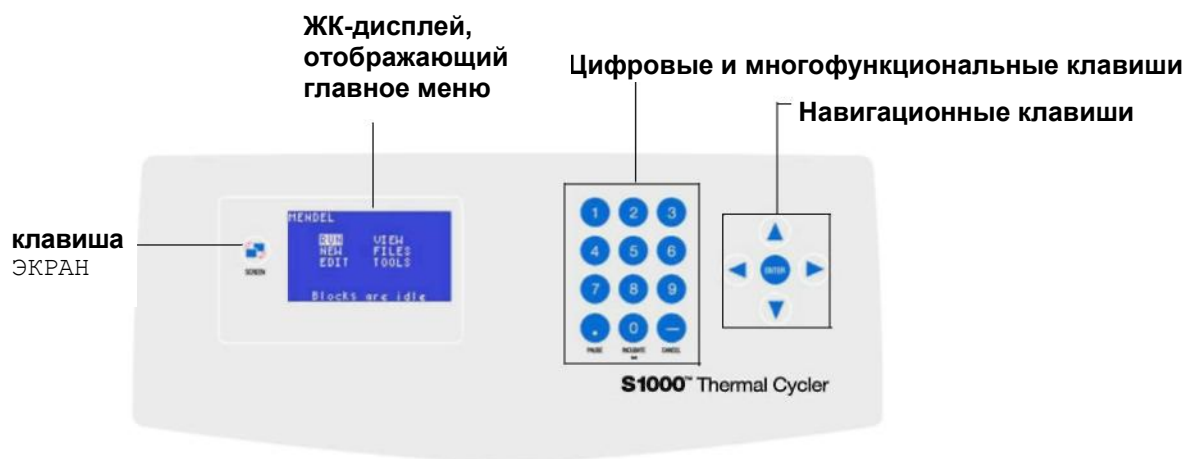 ЖК-дисплей,
отображающий
главное меню
Цифровые и многофункциональные клавиши
Навигационные клавиши
клавиша
ЭКРАН
SCREEN
MENDEL
RUN VIEW
NEW FILES
EDIT TOOLS
Blocks are idle
1 2 3
4 5 6
7 8 9
. 0 –
PAUSE INCUBATE CANCEL
ENTER
S1000™ Thermal Cycler